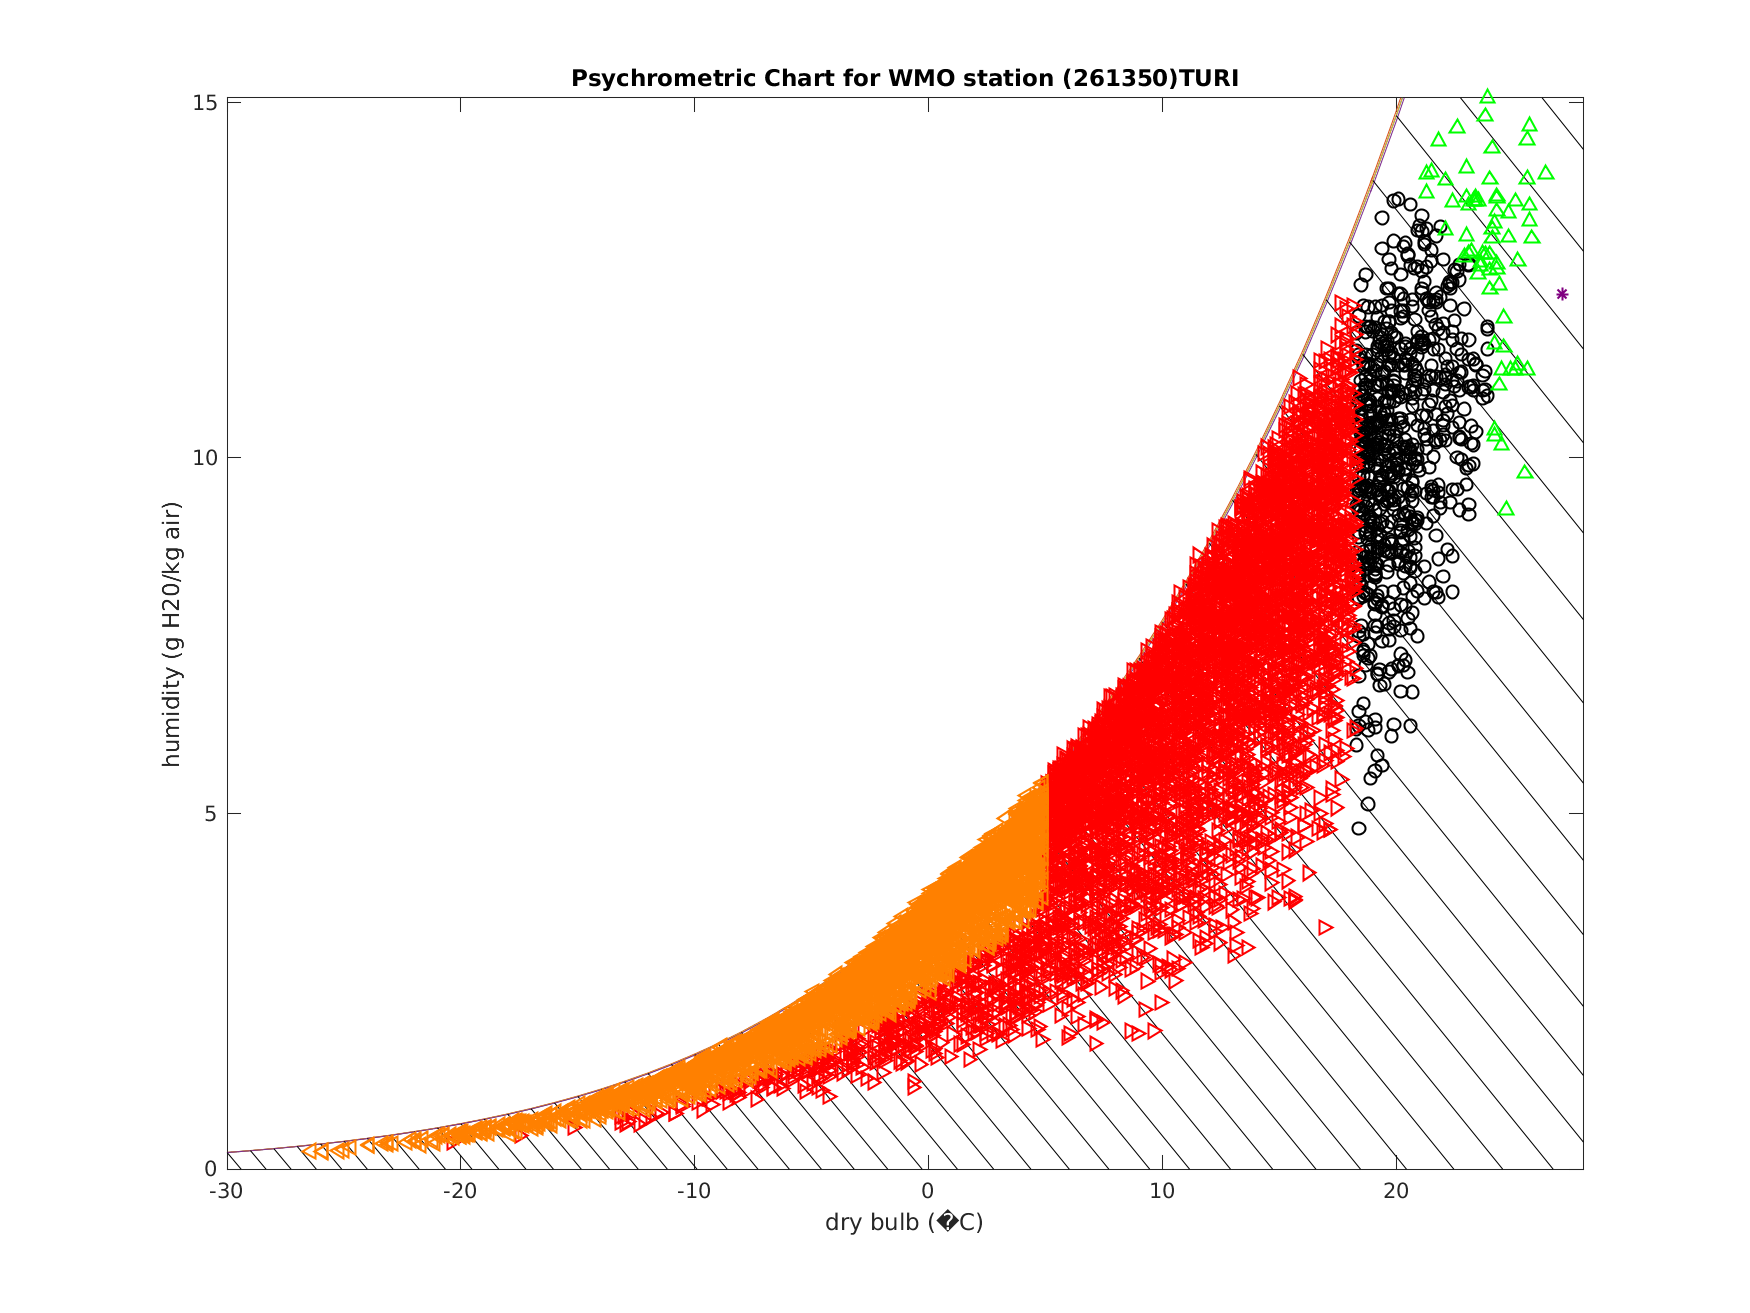 Psychrometric Chart for WMO station (261350)TURI
15
10
5
0
humidity (g H20/kg air)
-30 -20 -10 0 10 20
dry bulb (�C)